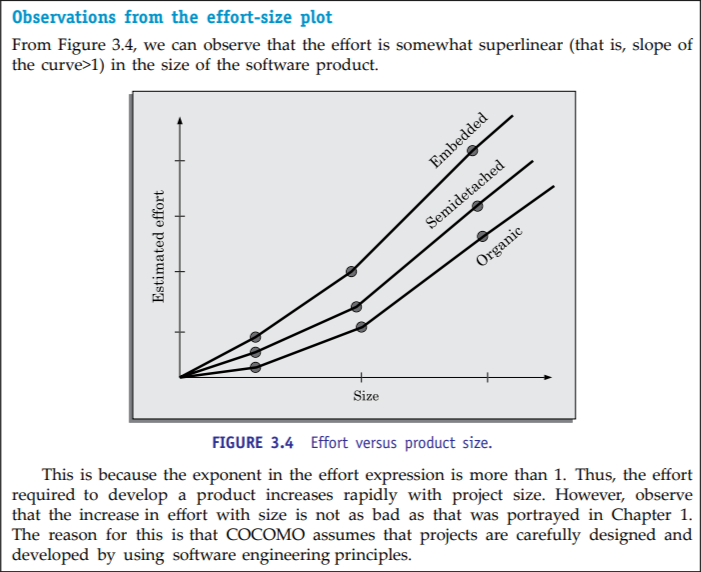 Observations from the effort-size plot
From Figure 3.4, we can observe that the effort is somewhat superlinear (that is, slope of
the curve>1) in the size of the software product.
Embedded
Semidetached
Organic
Estimated effort
Size
FIGURE 3.4 Effort versus product size.
This is because the exponent in the effort expression is more than 1. Thus, the effort
required to develop a product increases rapidly with project size. However, observe
that the increase in effort with size is not as bad as that was portrayed in Chapter 1.
The reason for this is that COCOMO assumes that projects are carefully designed and
developed by using software engineering principles.